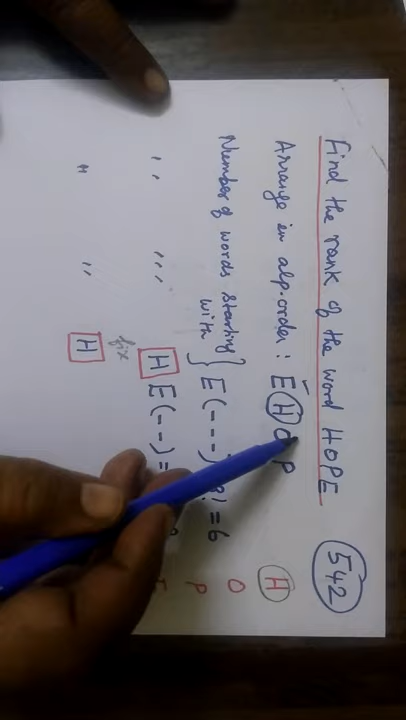 Find the rank of the word HOPE
542
Arrange in alp.order : E H O P
Number of words starting with } E(---) 3! = 6
" " H E(--) =
fix
" " H
H
O
P